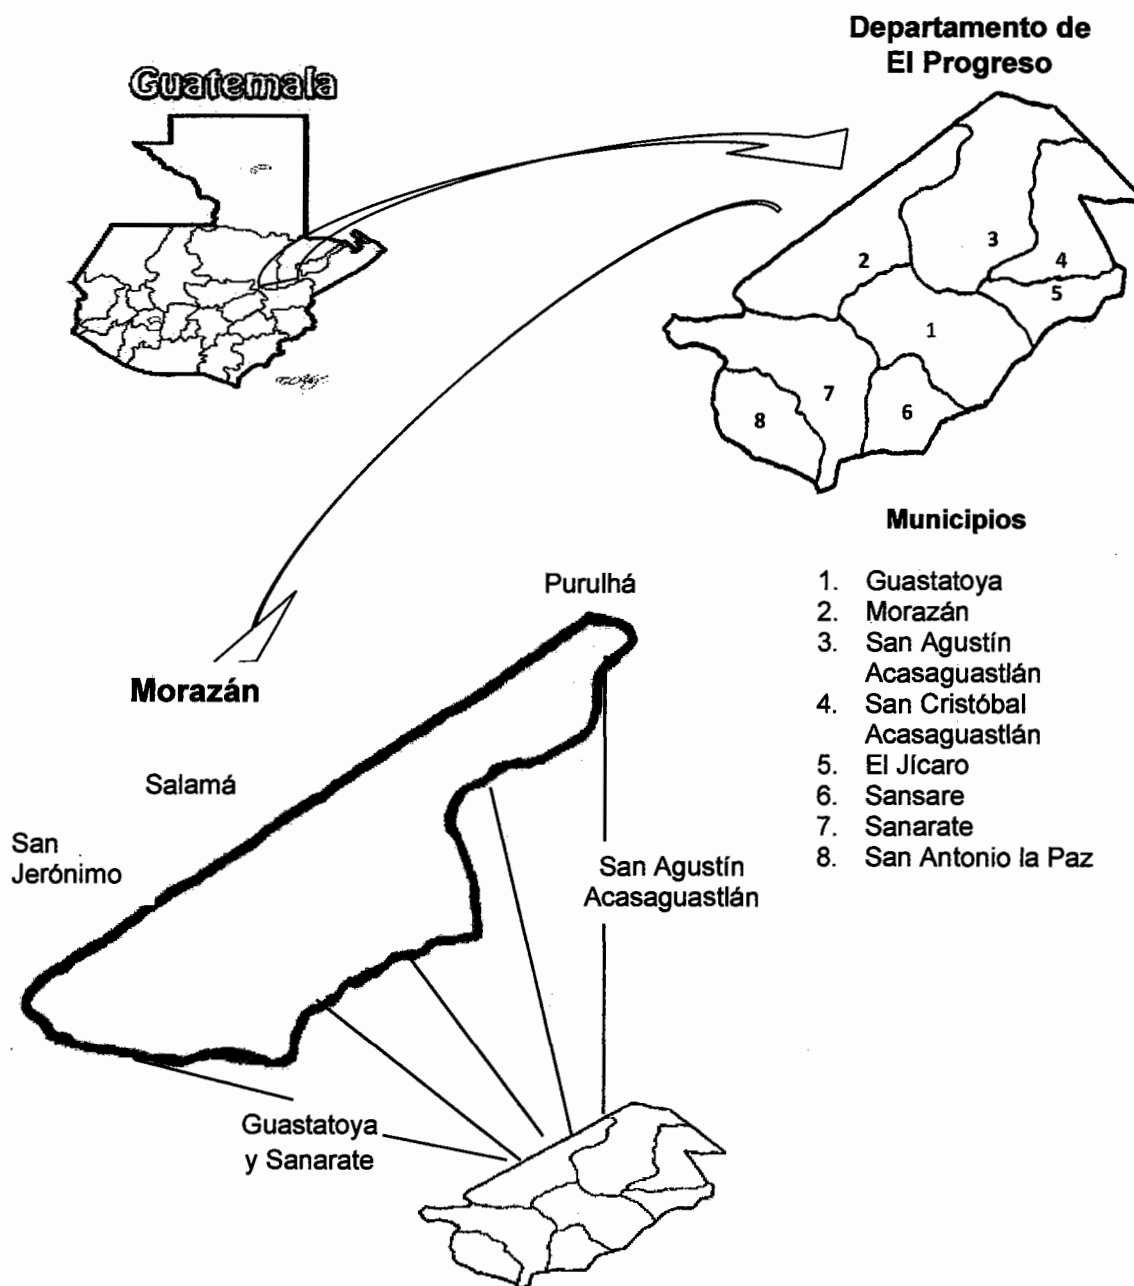 Departamento de
El Progreso
Guatemala
3
2
4
5
1
7
6
8
Municipios
1. Guastatoya
2. Morazán
3. San Agustín
Acasaguastlán
4. San Cristóbal
Acasaguastlán
5. El Jícaro
6. Sansare
7. Sanarate
8. San Antonio la Paz
Purulhá
Morazán
Salamá
San
Jerónimo
San Agustín
Acasaguastlán
Guastatoya
y Sanarate